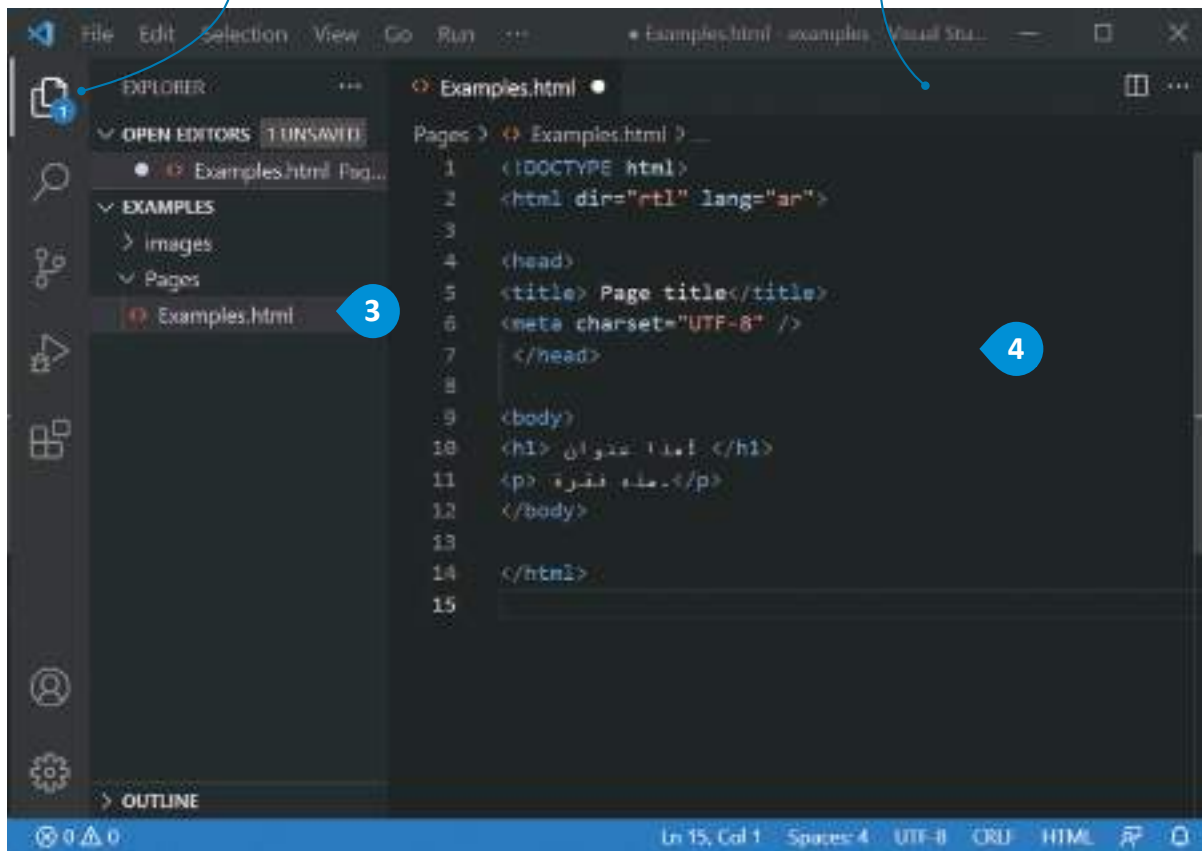 File Edit Selection View Go Run ··· ● Examples.html - examples - Visual Stu...
EXPLORER ···
OPEN EDITORS 1 UNSAVED
● Examples.html Pag...
EXAMPLES
> images
Pages
Examples.html
OUTLINE
1
3
4
Examples.html ●
Pages > Examples.html > ...
1 <!DOCTYPE html>
2 <html dir="rtl" lang="ar">
3
4 <head>
5 <title> Page title</title>
6 <meta charset="UTF-8" />
7 </head>
8
9 <body>
10 <h1> أهذا عنوان </h1>
11 <p> هذه فقرة.</p>
12 </body>
13
14 </html>
15
0 0 Ln 15, Col 1 Spaces: 4 UTF-8 CRLF HTML